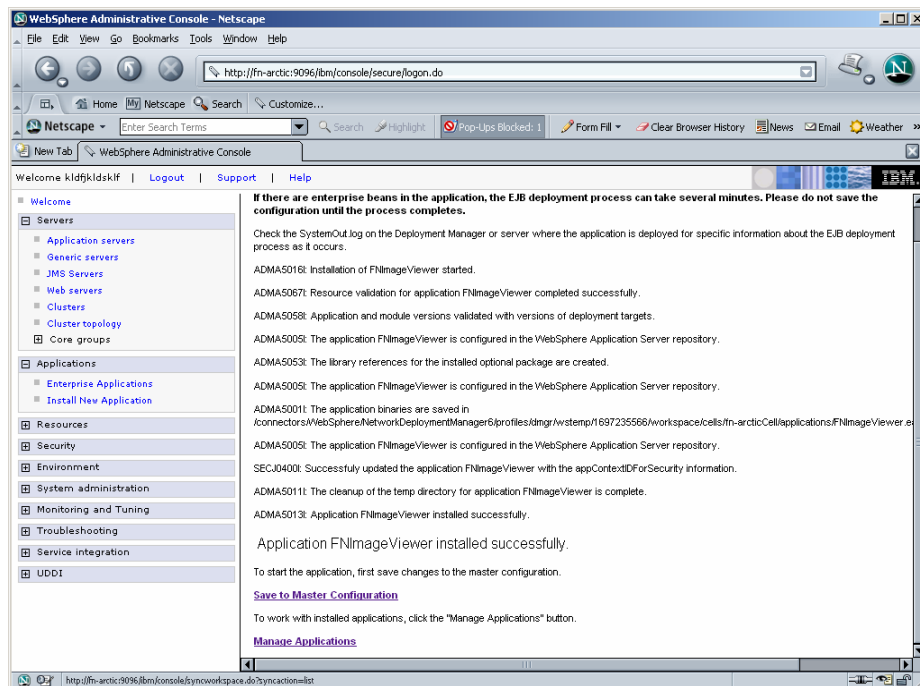 WebSphere Administrative Console - Netscape
File Edit View Go Bookmarks Tools Window Help
http://fn-arctic:9096/ibm/console/secure/logon.do
Home My Netscape Search Customize...
Netscape Enter Search Terms Search Highlight Pop-Ups Blocked: 1 Form Fill Clear Browser History News Email Weather »
New Tab WebSphere Administrative Console
Welcome kldfjkldsklf | Logout | Support | Help IBM.
Welcome
Servers
Application servers
Generic servers
JMS Servers
Web servers
Clusters
Cluster topology
Core groups
Applications
Enterprise Applications
Install New Application
Resources
Security
Environment
System administration
Monitoring and Tuning
Troubleshooting
Service integration
UDDI
If there are enterprise beans in the application, the EJB deployment process can take several minutes. Please do not save the
configuration until the process completes.
Check the SystemOut.log on the Deployment Manager or server where the application is deployed for specific information about the EJB deployment
process as it occurs.
ADMA5016I: Installation of FNImageViewer started.
ADMA5067I: Resource validation for application FNImageViewer completed successfully.
ADMA5058I: Application and module versions validated with versions of deployment targets.
ADMA5005I: The application FNImageViewer is configured in the WebSphere Application Server repository.
ADMA5053I: The library references for the installed optional package are created.
ADMA5005I: The application FNImageViewer is configured in the WebSphere Application Server repository.
ADMA5001I: The application binaries are saved in
/connectors/WebSphere/NetworkDeploymentManager6/profiles/dmgr/wstemp/1697235566/workspace/cells/fn-arcticCell/applications/FNImageViewer.ea
ADMA5005I: The application FNImageViewer is configured in the WebSphere Application Server repository.
SECJ0400I: Successfuly updated the application FNImageViewer with the appContextIDForSecurity information.
ADMA5011I: The cleanup of the temp directory for application FNImageViewer is complete.
ADMA5013I: Application FNImageViewer installed successfully.
Application FNImageViewer installed successfully.
To start the application, first save changes to the master configuration.
Save to Master Configuration
To work with installed applications, click the "Manage Applications" button.
Manage Applications
http://fn-arctic:9096/ibm/console/syncworkspace.do?syncaction=list